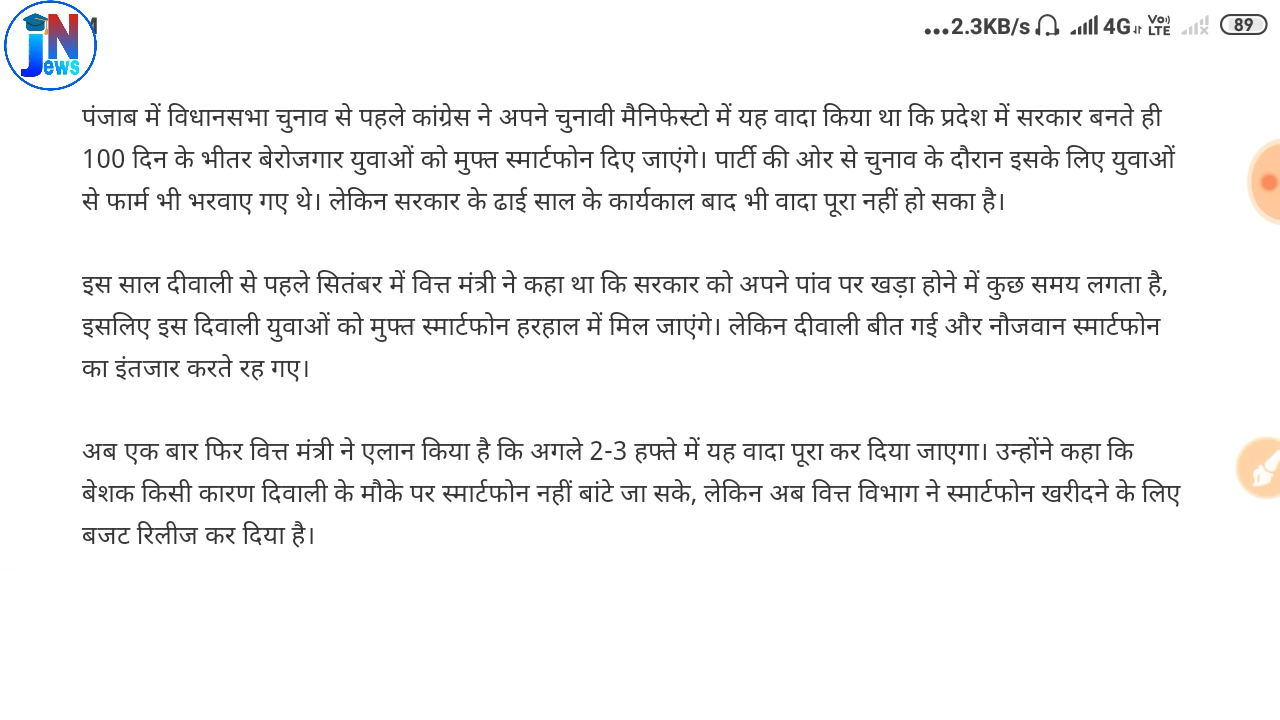 JN
ews
M
...2.3KB/s 4G Vo)) LTE 89
पंजाब में विधानसभा चुनाव से पहले कांग्रेस ने अपने चुनावी मैनिफेस्टो में यह वादा किया था कि प्रदेश में सरकार बनते ही
100 दिन के भीतर बेरोजगार युवाओं को मुफ्त स्मार्टफोन दिए जाएंगे। पार्टी की ओर से चुनाव के दौरान इसके लिए युवाओं
से फार्म भी भरवाए गए थे। लेकिन सरकार के ढाई साल के कार्यकाल बाद भी वादा पूरा नहीं हो सका है।
इस साल दीवाली से पहले सितंबर में वित्त मंत्री ने कहा था कि सरकार को अपने पांव पर खड़ा होने में कुछ समय लगता है,
इसलिए इस दिवाली युवाओं को मुफ्त स्मार्टफोन हरहाल में मिल जाएंगे। लेकिन दीवाली बीत गई और नौजवान स्मार्टफोन
का इंतजार करते रह गए।
अब एक बार फिर वित्त मंत्री ने एलान किया है कि अगले 2-3 हफ्ते में यह वादा पूरा कर दिया जाएगा। उन्होंने कहा कि
बेशक किसी कारण दिवाली के मौके पर स्मार्टफोन नहीं बांटे जा सके, लेकिन अब वित्त विभाग ने स्मार्टफोन खरीदने के लिए
बजट रिलीज कर दिया है।